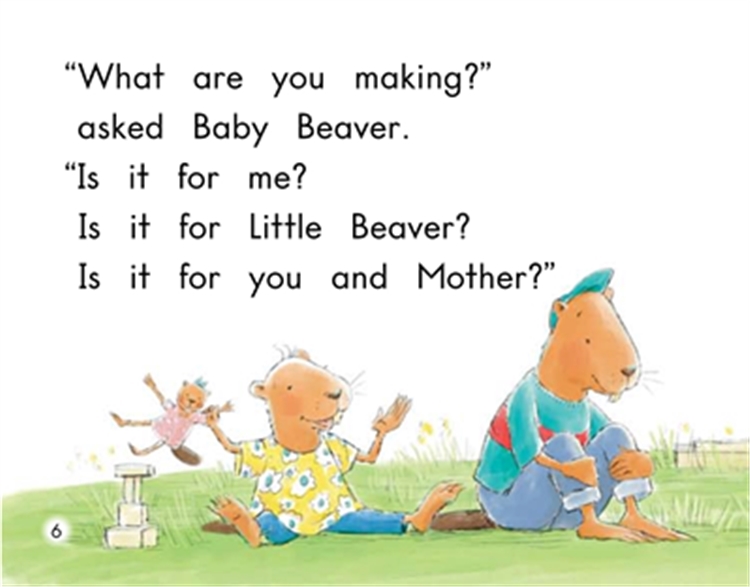 “What are you making?”
asked Baby Beaver.
“Is it for me?
Is it for Little Beaver?
Is it for you and Mother?”
6